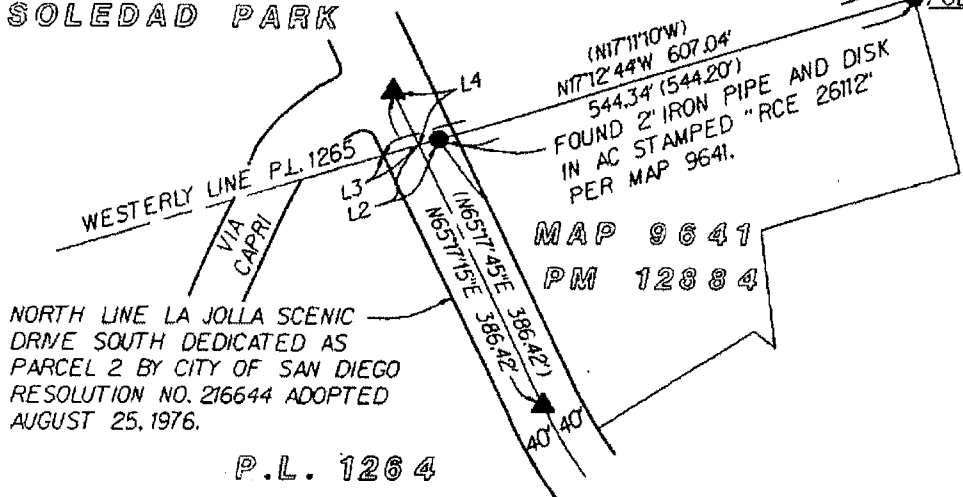 SOLEDAD PARK
(N17°11'10"W)
N17°12'44"W 607.04'
544.34' (544.20')
FOUND 2" IRON PIPE AND DISK
IN AC STAMPED "RCE 26112"
PER MAP 9641.
L4
L3
L2
WESTERLY LINE P.L. 1265
VIA
CAPRI
(N65°17'45"E 386.42')
N65°17'15"E 386.42'
MAP 9641
PM 12884
NORTH LINE LA JOLLA SCENIC
DRIVE SOUTH DEDICATED AS
PARCEL 2 BY CITY OF SAN DIEGO
RESOLUTION NO. 216644 ADOPTED
AUGUST 25, 1976.
40' 40'
P.L. 1264